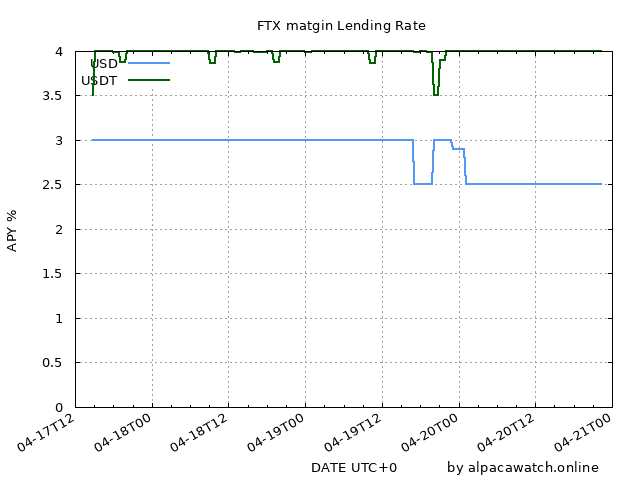 FTX matgin Lending Rate
4
USD
USDT
3.5
3
2.5
2
APY %
1.5
1
0.5
0
04-17T12 04-18T00 04-18T12 04-19T00 04-19T12 04-20T00 04-20T12 04-21T00
DATE UTC+0 by alpacawatch.online